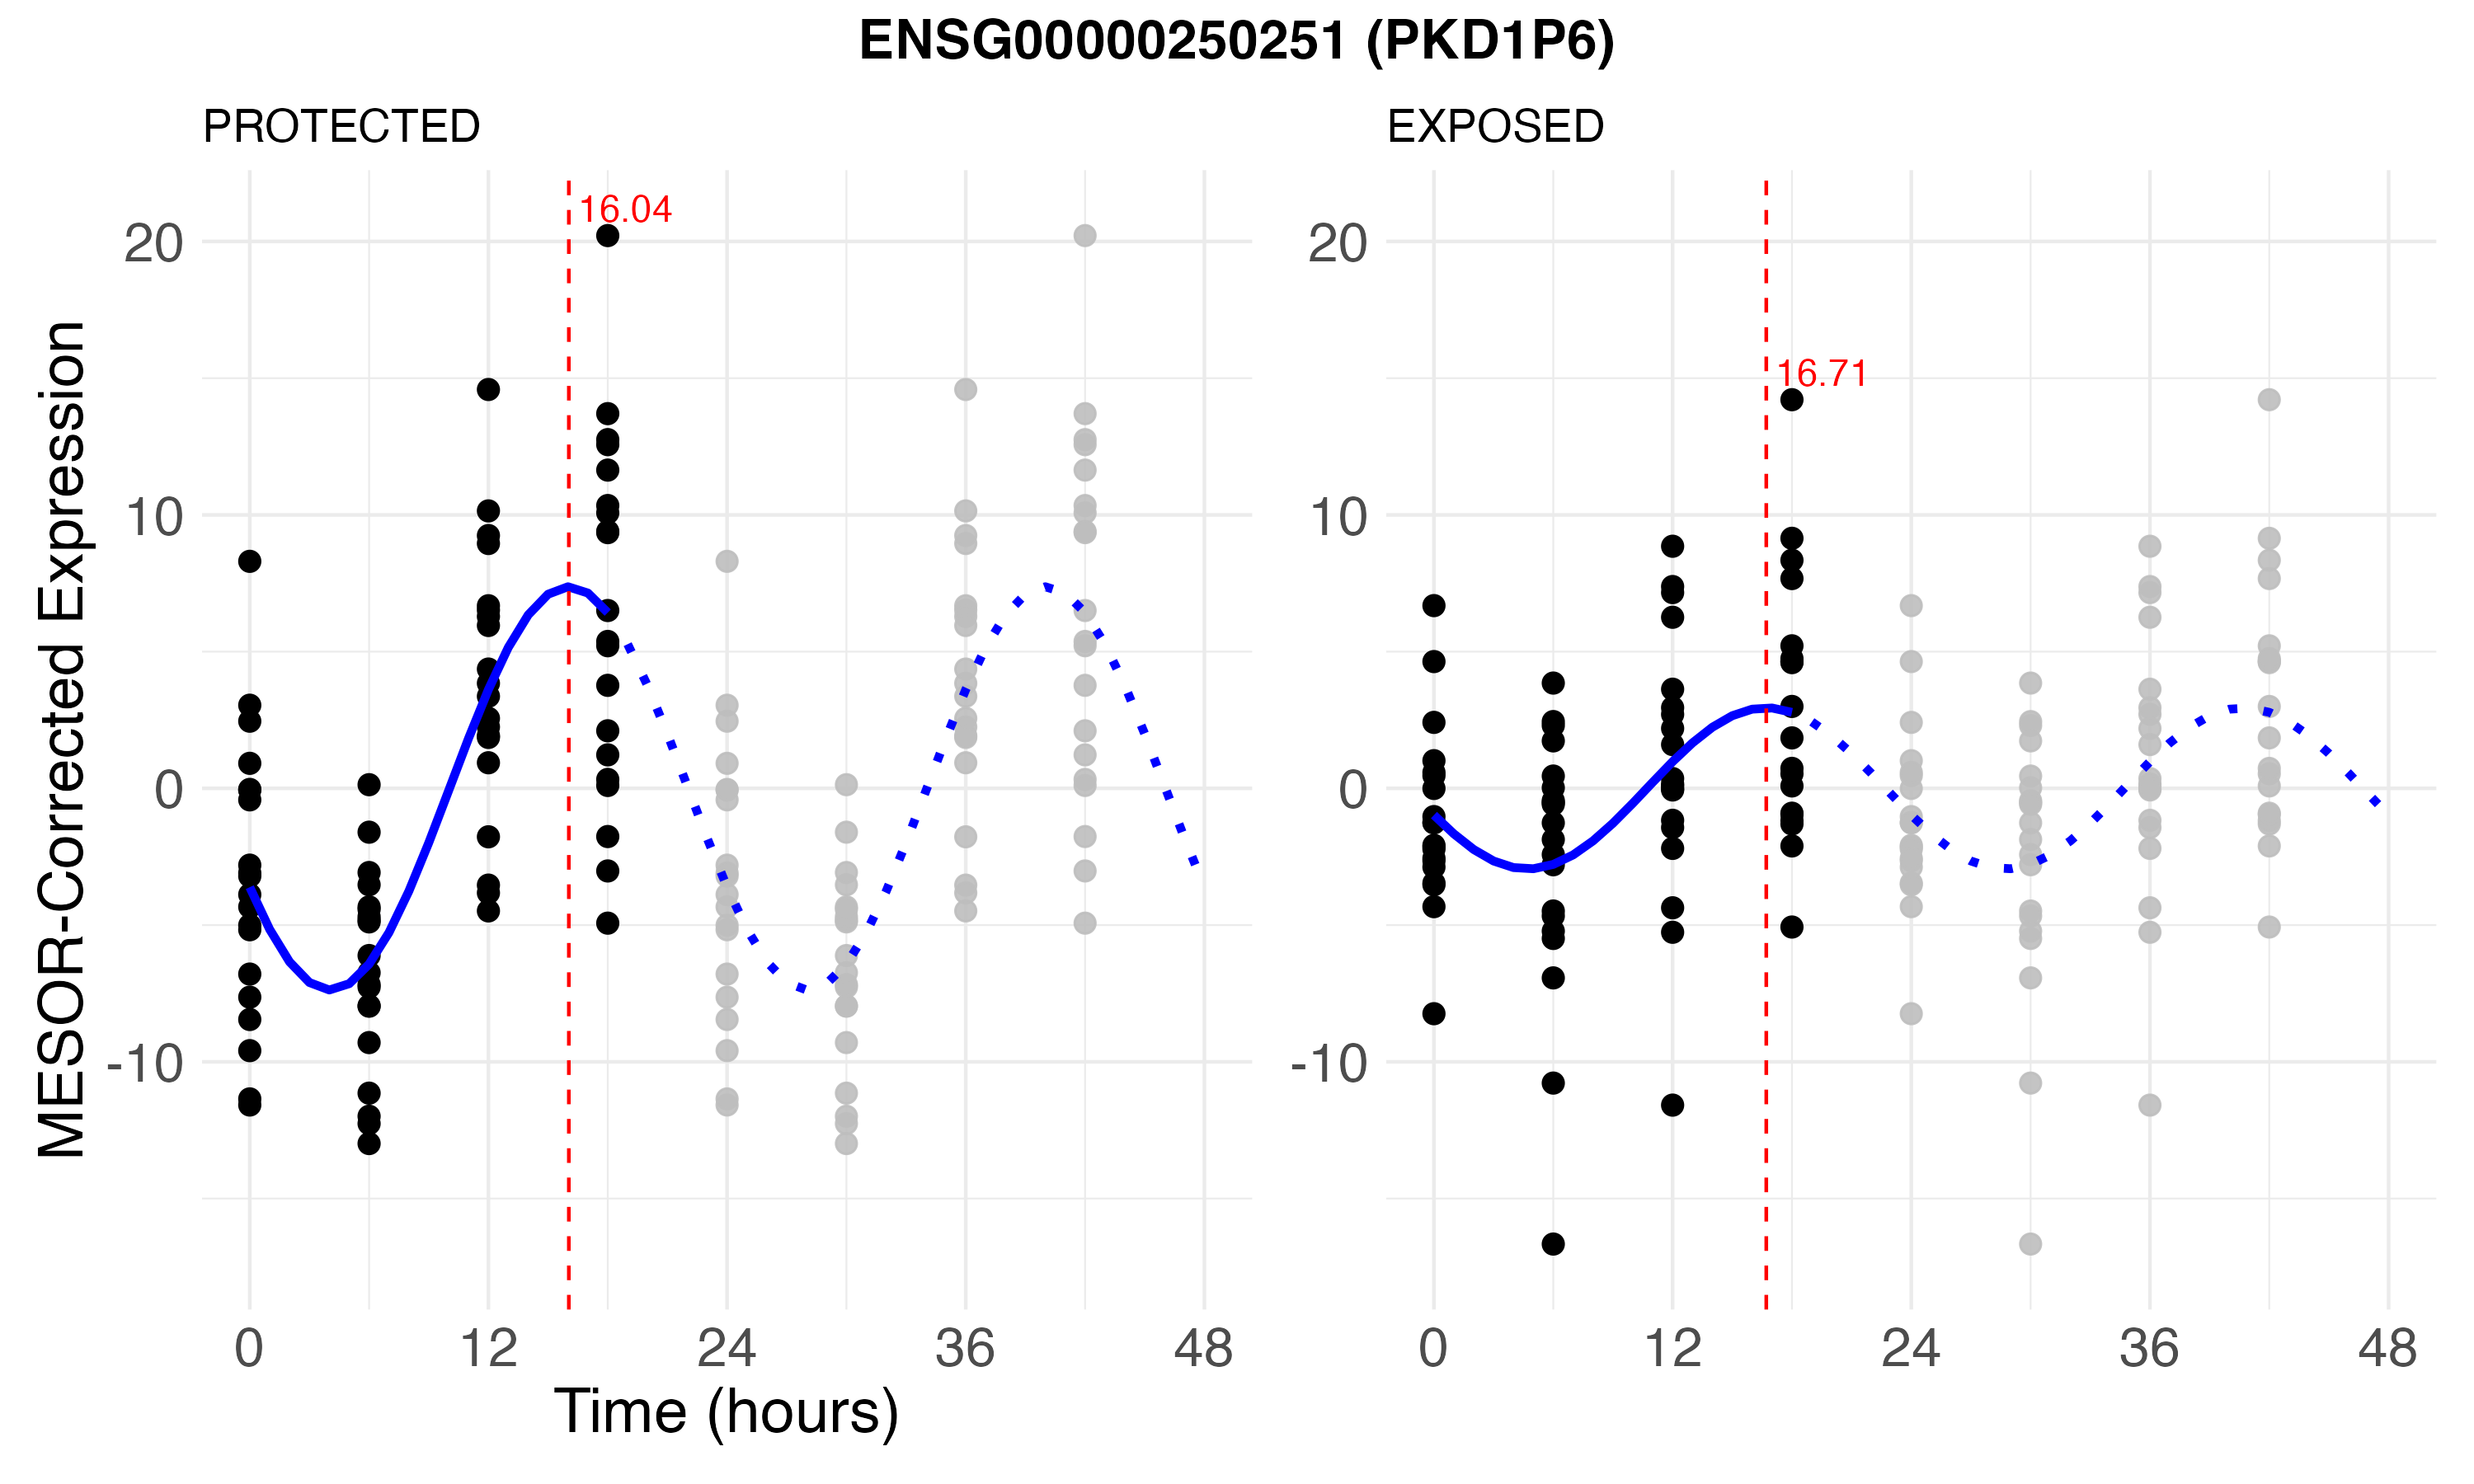 ENSG00000250251 (PKD1P6)
PROTECTED
EXPOSED
MESOR-Corrected Expression
20
10
0
-10
16.04
0 12 24 36 48
20
10
0
-10
16.71
0 12 24 36 48
Time (hours)